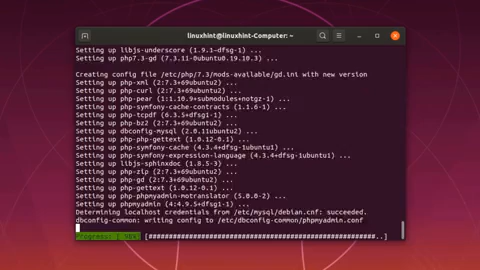 linuxhint@linuxhint-Computer: ~
Setting up libjs-underscore (1.9.1~dfsg-1) ...
Setting up php7.3-gd (7.3.11-0ubuntu0.19.10.3) ...
Creating config file /etc/php/7.3/mods-available/gd.ini with new version
Setting up php-xml (2:7.3+69ubuntu2) ...
Setting up php-curl (2:7.3+69ubuntu2) ...
Setting up php-pear (1:1.10.9+submodules+notgz-1) ...
Setting up php-symfony-cache-contracts (1.1.6-1) ...
Setting up php-tcpdf (6.3.5+dfsg1-1) ...
Setting up php-bz2 (2:7.3+69ubuntu2) ...
Setting up dbconfig-mysql (2.0.11ubuntu2) ...
Setting up php-php-gettext (1.0.12-0.1) ...
Setting up php-symfony-cache (4.3.4+dfsg-1ubuntu1) ...
Setting up php-symfony-expression-language (4.3.4+dfsg-1ubuntu1) ...
Setting up libjs-sphinxdoc (1.8.5-3) ...
Setting up php-zip (2:7.3+69ubuntu2) ...
Setting up php-gd (2:7.3+69ubuntu2) ...
Setting up php-gettext (1.0.12-0.1) ...
Setting up php-phpmyadmin-motranslator (5.0.0-2) ...
Setting up phpmyadmin (4:4.9.5+dfsg1-1) ...
Determining localhost credentials from /etc/mysql/debian.cnf: succeeded.
dbconfig-common: writing config to /etc/dbconfig-common/phpmyadmin.conf
Progress: [ 96%] [########################################################..]